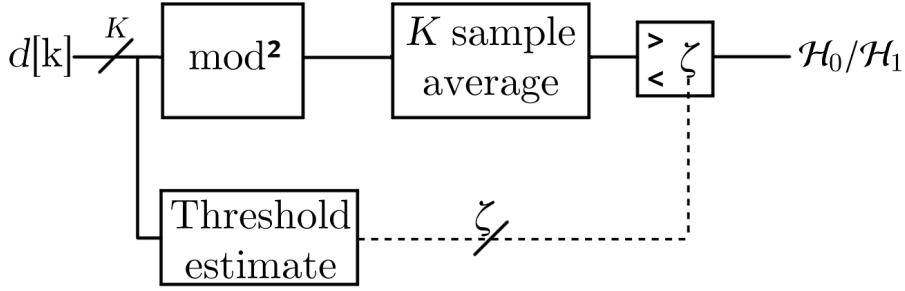 K
d[k]
mod²
K sample
average
>
<
ζ
ℋ₀/ℋ₁
Threshold
estimate
ζ